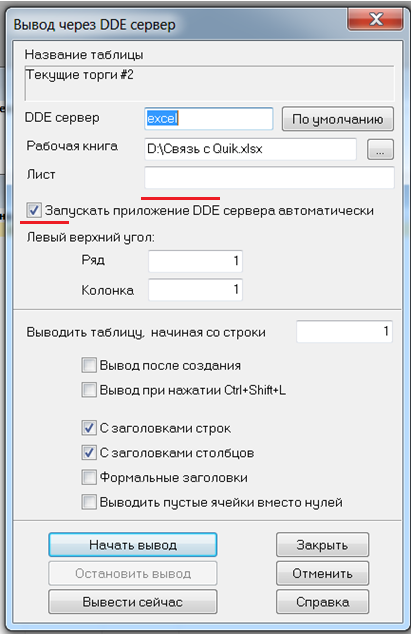 Вывод через DDE сервер
Название таблицы
Текущие торги #2
DDE сервер excel По умолчанию
Рабочая книга D:\Связь с Quik.xlsx ...
Лист
Запускать приложение DDE сервера автоматически
Левый верхний угол:
Ряд 1
Колонка 1
Выводить таблицу, начиная со строки 1
Вывод после создания
Вывод при нажатии Ctrl+Shift+L
С заголовками строк
С заголовками столбцов
Формальные заголовки
Выводить пустые ячейки вместо нулей
Начать вывод Закрыть
Остановить вывод Отменить
Вывести сейчас Справка